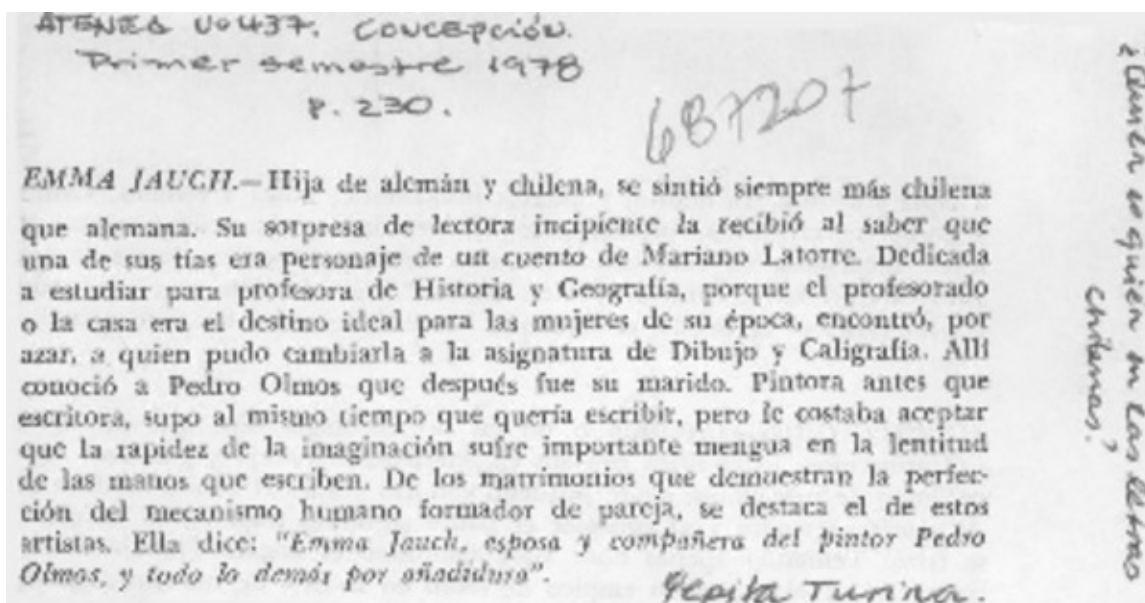 ATENEA No 437. Concepción.
Primer semestre 1978
P. 230.
687207
EMMA JAUCH.—Hija de alemán y chilena, se sintió siempre más chilena
que alemana. Su sorpresa de lectora incipiente la recibió al saber que
una de sus tías era personaje de un cuento de Mariano Latorre. Dedicada
a estudiar para profesora de Historia y Geografía, porque el profesorado
o la casa era el destino ideal para las mujeres de su época, encontró, por
azar, a quien pudo cambiarla a la asignatura de Dibujo y Caligrafía. Allí
conoció a Pedro Olmos que después fue su marido. Pintora antes que
escritora, supo al mismo tiempo que quería escribir, pero le costaba aceptar
que la rapidez de la imaginación sufre importante mengua en la lentitud
de las manos que escriben. De los matrimonios que demuestran la perfec-
ción del mecanismo humano formador de pareja, se destaca el de estos
artistas. Ella dice: "Emma Jauch, esposa y compañera del pintor Pedro
Olmos, y todo lo demás por añadidura".
Pepita Turina.
¿Quién es quién en las letras
chilenas?